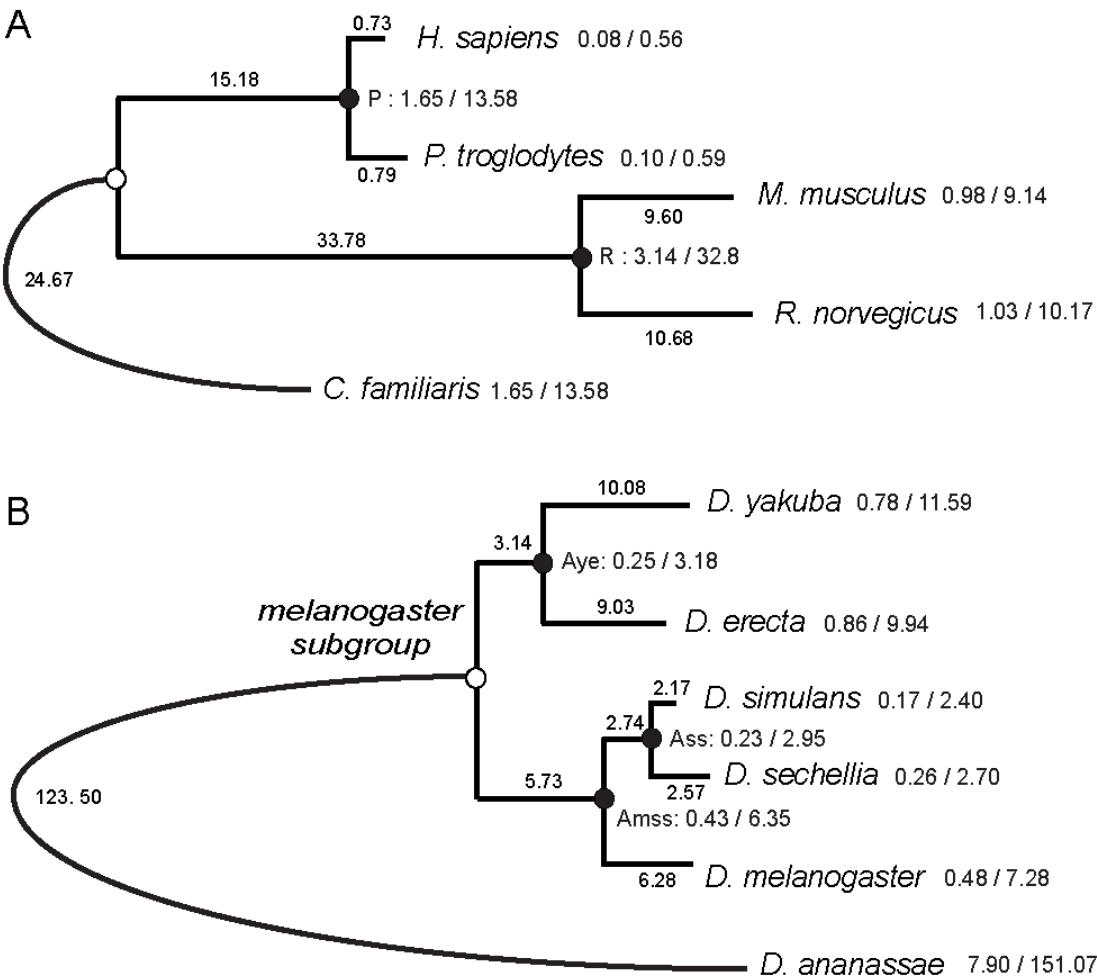 A
0.73
H. sapiens 0.08 / 0.56
15.18
P : 1.65 / 13.58
P. troglodytes 0.10 / 0.59
0.79
M. musculus 0.98 / 9.14
9.60
33.78
R : 3.14 / 32.8
24.67
R. norvegicus 1.03 / 10.17
10.68
C. familiaris 1.65 / 13.58
B
10.08
D. yakuba 0.78 / 11.59
3.14
Aye: 0.25 / 3.18
melanogaster
subgroup
9.03
D. erecta 0.86 / 9.94
2.17
D. simulans 0.17 / 2.40
2.74
Ass: 0.23 / 2.95
5.73
D. sechellia 0.26 / 2.70
2.57
123. 50
Amss: 0.43 / 6.35
6.28
D. melanogaster 0.48 / 7.28
D. ananassae 7.90 / 151.07